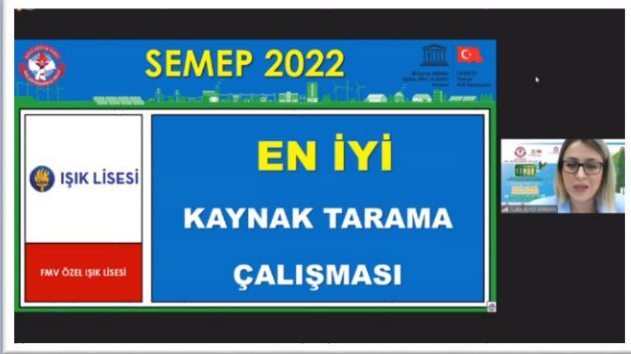 SEMEP 2022
IŞIK LİSESİ
FMV ÖZEL IŞIK LİSESİ
EN İYİ
KAYNAK TARAMA
ÇALIŞMASI